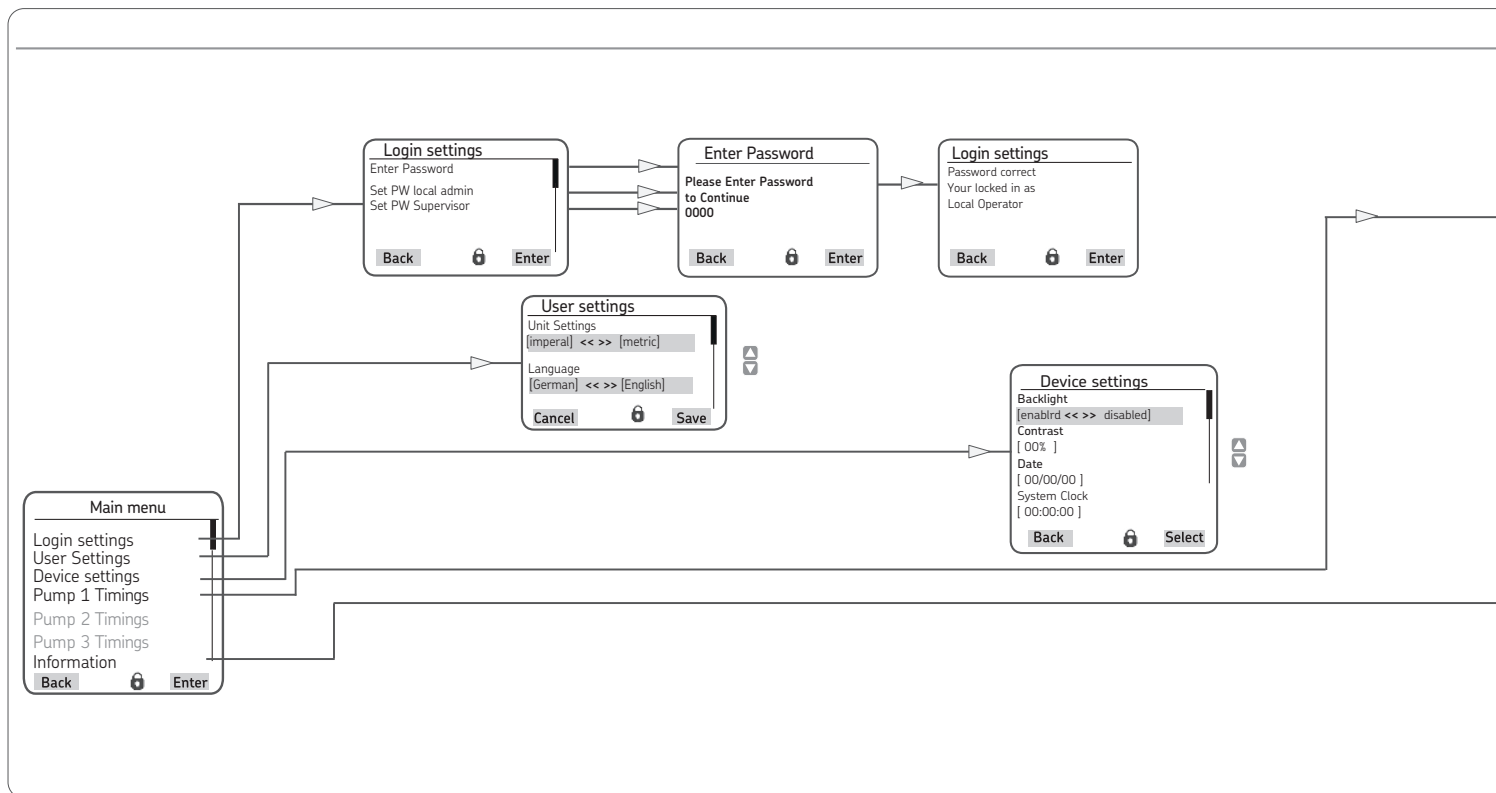 Login settings
Enter Password
Set PW local admin
Set PW Supervisor
Back Enter
Enter Password
Please Enter Password
to Continue
0000
Back Enter
Login settings
Password correct
Your locked in as
Local Operator
Back Enter
User settings
Unit Settings
[imperal] << >> [metric]
Language
[German] << >> [English]
Cancel Save
Device settings
Backlight
[enablrd << >> disabled]
Contrast
[ 00% ]
Date
[ 00/00/00 ]
System Clock
[ 00:00:00 ]
Back Select
Main menu
Login settings
User Settings
Device settings
Pump 1 Timings
Pump 2 Timings
Pump 3 Timings
Information
Back Enter